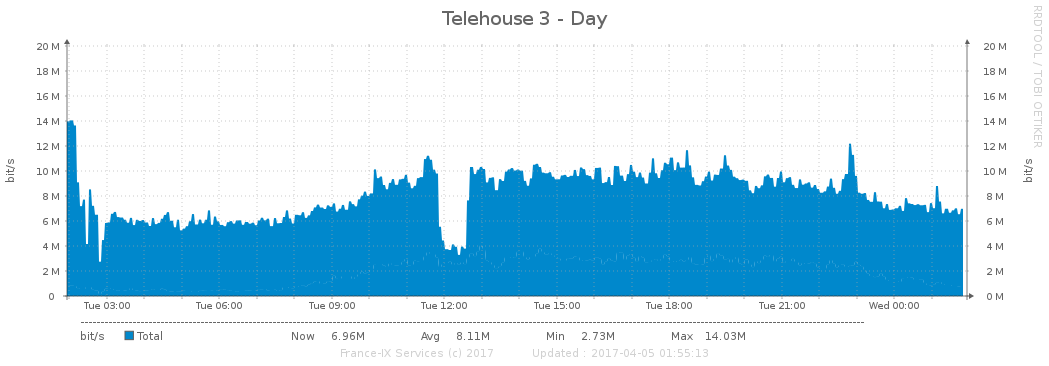 Telehouse 3 - Day
RRDTOOL / TOBI OETIKER
bit/s
bit/s
20 M 20 M
18 M 18 M
16 M 16 M
14 M 14 M
12 M 12 M
10 M 10 M
8 M 8 M
6 M 6 M
4 M 4 M
2 M 2 M
0 0 M
Tue 03:00 Tue 06:00 Tue 09:00 Tue 12:00 Tue 15:00 Tue 18:00 Tue 21:00 Wed 00:00
bit/s Total Now 6.96M Avg 8.11M Min 2.73M Max 14.03M
France-IX Services (c) 2017 Updated : 2017-04-05 01:55:13